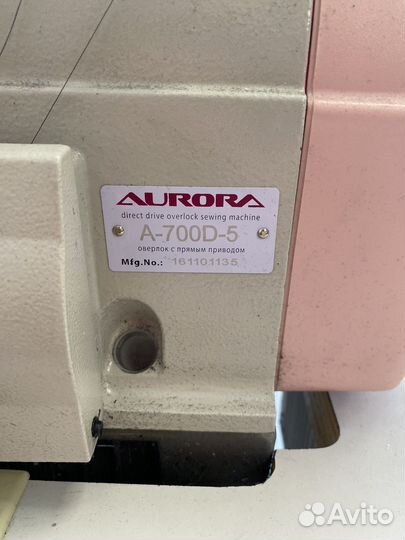 AURORA
direct drive overlock sewing machine
A-700D-5
оверлок с прямым приводом
Mfg.No.: 161101135
Avito